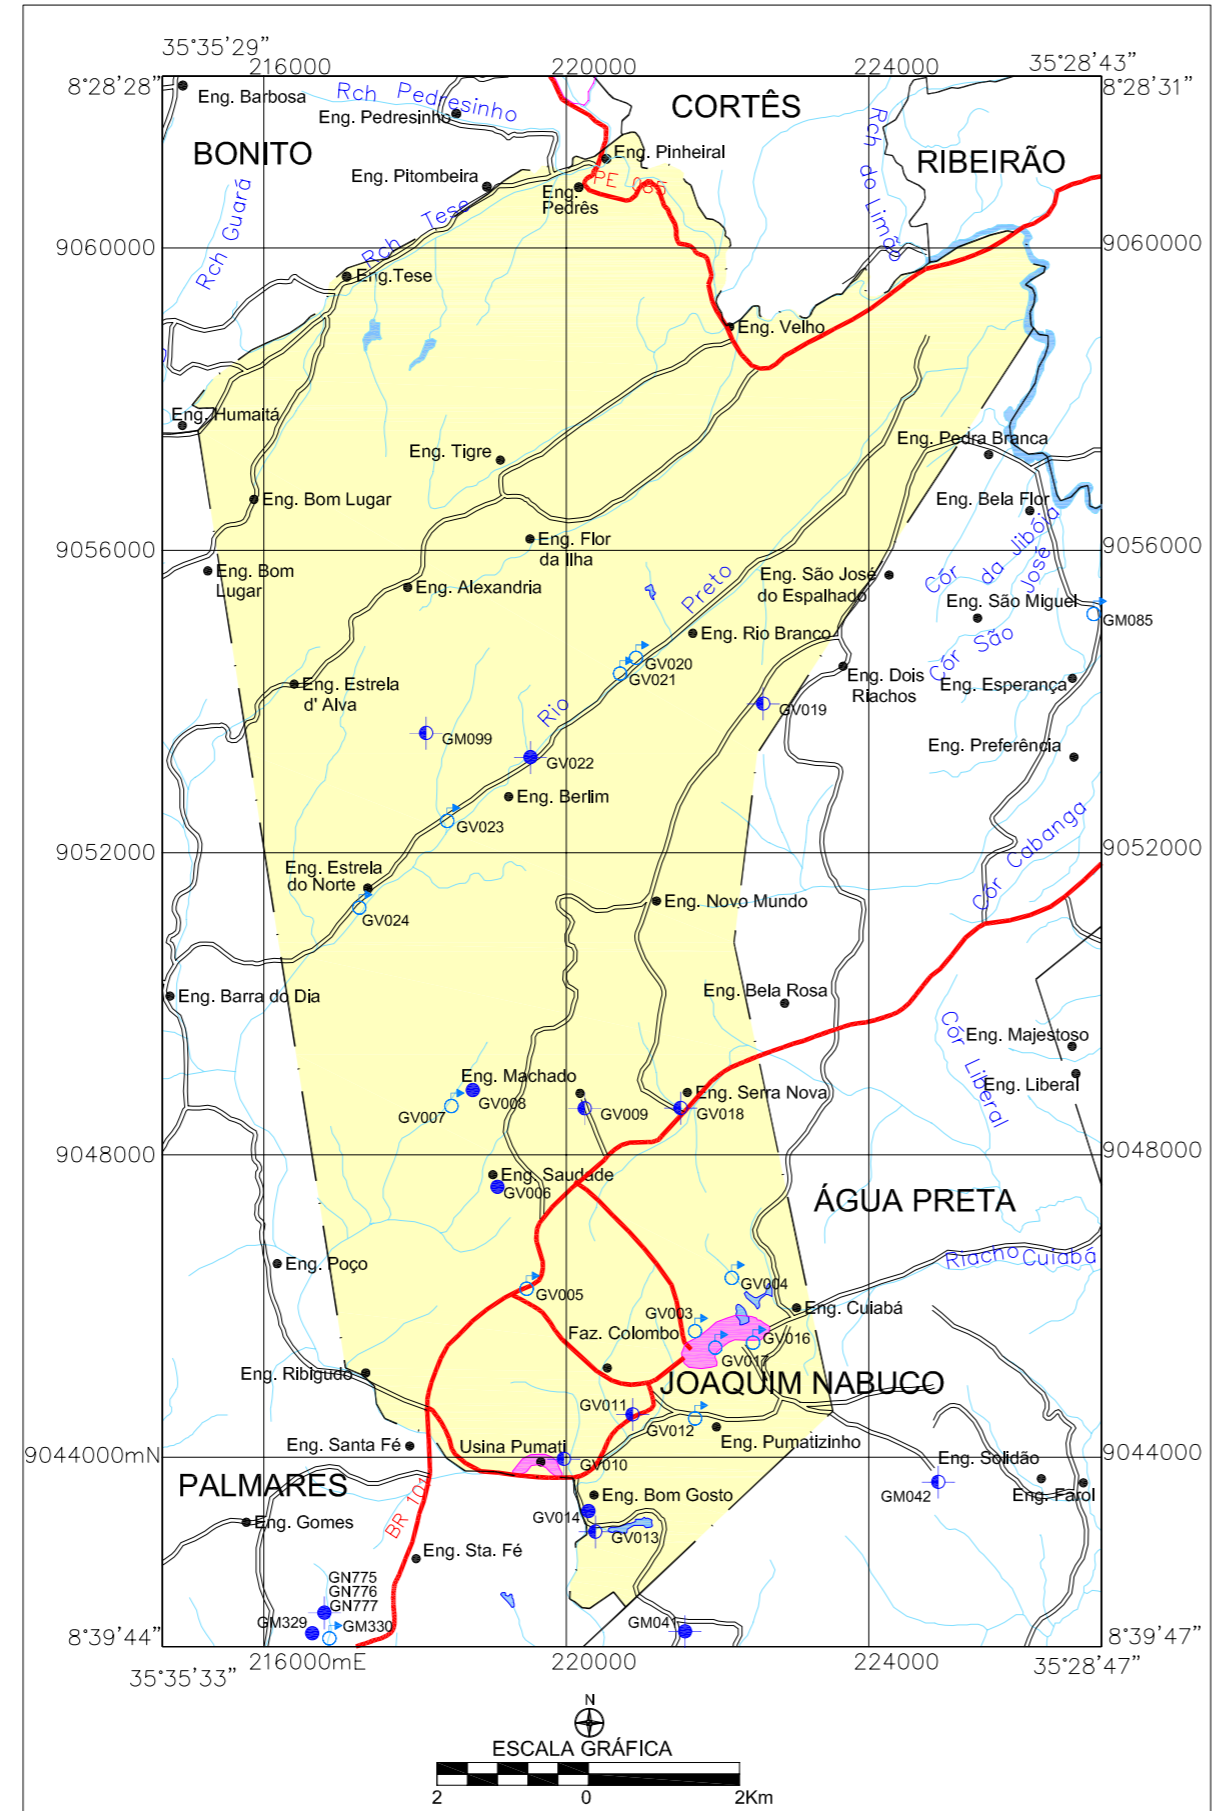 35°35'29"
216000
220000
224000
35°28'43"
8°28'28"
8°28'31"
Eng. Barbosa
Rch Pedresinho
Eng. Pedresinho
CORTÊS
BONITO
Eng. Pinheiral
Rch do Limão
RIBEIRÃO
Eng. Pitombeira
PE 085
Eng.
Pedrês
Rch Guará
Rch Tese
9060000
9060000
Eng.Tese
Eng. Velho
Eng. Humaitá
Eng. Tigre
Eng. Pedra Branca
Eng. Bom Lugar
Eng. Bela Flor
9056000
9056000
Eng. Flor
da Ilha
Cór da Jibóia
Eng. Bom
Lugar
Eng. Alexandria
Rio Preto
Eng. São José
do Espalhado
Cór São José
Eng. São Miguel
GM085
Eng. Rio Branco
GV020
GV021
Eng. Dois
Riachos
Eng. Esperança
Eng. Estrela
d' Alva
GV019
GM099
Eng. Preferência
GV022
Eng. Berlim
GV023
Cór Cabanga
9052000
9052000
Eng. Estrela
do Norte
GV024
Eng. Novo Mundo
Eng. Barra do Dia
Eng. Bela Rosa
Cór Liberal
Eng. Majestoso
Eng. Machado
Eng. Liberal
GV007
GV008
GV009
Eng. Serra Nova
GV018
9048000
9048000
Eng. Saudade
GV006
ÁGUA PRETA
Riacho Cuiabá
Eng. Poço
GV005
GV004
Eng. Cuiabá
GV003
Faz. Colombo
GV016
GV017
Eng. Ribigudo
JOAQUIM NABUCO
GV011
GV012
Eng. Pumatizinho
Eng. Santa Fé
Usina Pumati
GV010
9044000mN
9044000
Eng. Solidão
PALMARES
GM042
Eng. Farol
Eng. Bom Gosto
BR 101
GV014
GV013
Eng. Gomes
Eng. Sta. Fé
GN775
GN776
GN777
GM329
GM330
GM041
8°39'44"
8°39'47"
35°35'33"
216000mE
220000
224000
35°28'47"
N
ESCALA GRÁFICA
2
0
2Km